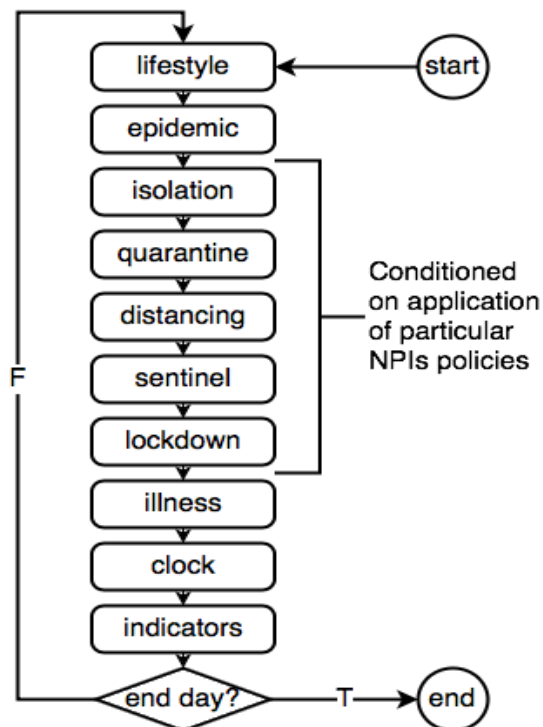 lifestyle
start
epidemic
isolation
quarantine
distancing
sentinel
lockdown
Conditioned
on application
of particular
NPIs policies
F
illness
clock
indicators
end day?
T
end